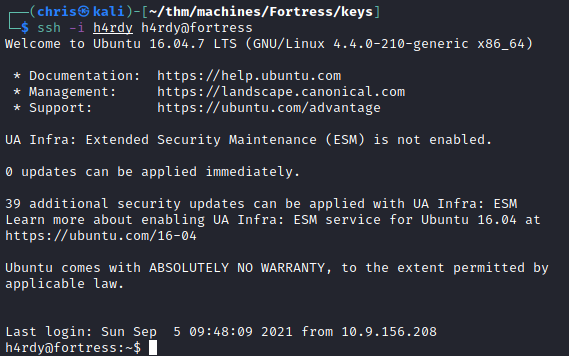 ┌──(chris㉿kali)-[~/thm/machines/Fortress/keys]
└─$ ssh -i h4rdy h4rdy@fortress
Welcome to Ubuntu 16.04.7 LTS (GNU/Linux 4.4.0-210-generic x86_64)
* Documentation:  https://help.ubuntu.com
* Management:     https://landscape.canonical.com
* Support:        https://ubuntu.com/advantage
UA Infra: Extended Security Maintenance (ESM) is not enabled.
0 updates can be applied immediately.
39 additional security updates can be applied with UA Infra: ESM
Learn more about enabling UA Infra: ESM service for Ubuntu 16.04 at
https://ubuntu.com/16-04
Ubuntu comes with ABSOLUTELY NO WARRANTY, to the extent permitted by
applicable law.
Last login: Sun Sep  5 09:48:09 2021 from 10.9.156.208
h4rdy@fortress:~$